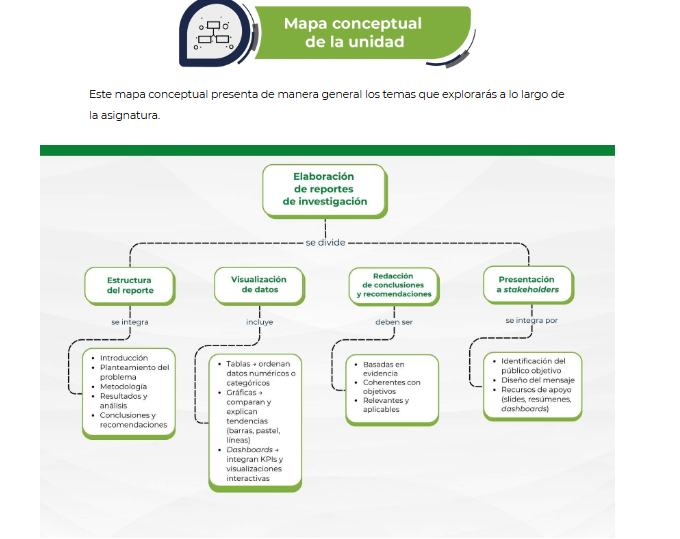 Mapa conceptual
de la unidad
Este mapa conceptual presenta de manera general los temas que explorarás a lo largo de
la asignatura.
Elaboración
de reportes
de investigación
se divide
Estructura
del reporte
Visualización
de datos
Redacción
de conclusiones
y recomendaciones
Presentación
a stakeholders
se integra
incluye
deben ser
se integra por
• Introducción
• Planteamiento del
problema
• Metodología
• Resultados y
análisis
• Conclusiones y
recomendaciones
• Tablas → ordenan
datos numéricos o
categóricos
• Gráficas →
comparan y
explican
tendencias
(barras, pastel,
líneas)
• Dashboards →
integran KPIs y
visualizaciones
interactivas
• Basadas en
evidencia
• Coherentes con
objetivos
• Relevantes y
aplicables
• Identificación del
público objetivo
• Diseño del mensaje
• Recursos de apoyo
(slides, resúmenes,
dashboards)